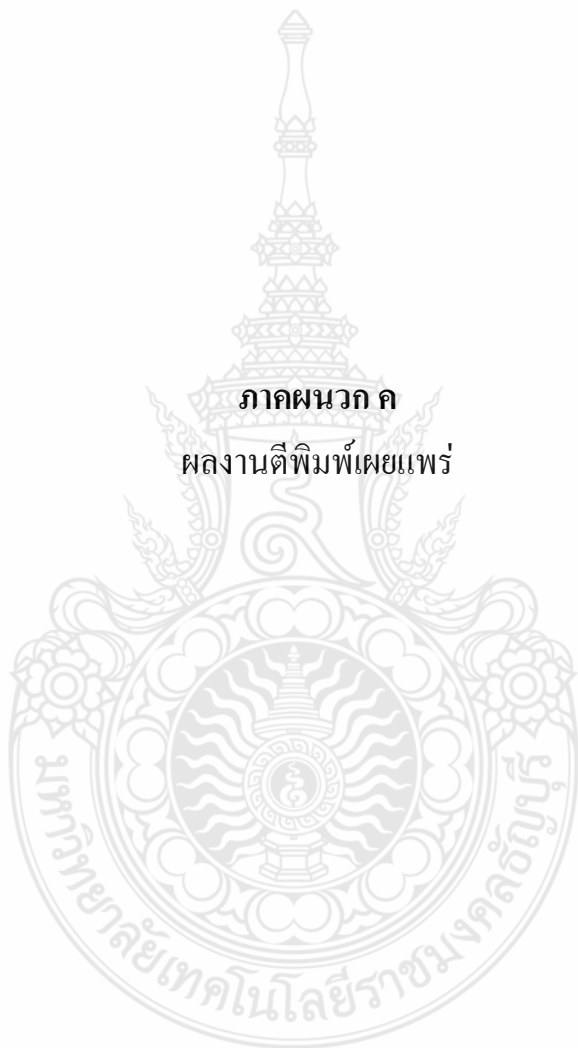 ภาคผนวก ค
ผลงานตีพิมพ์เผยแพร่
มหาวิทยาลัยเทคโนโลยีราชมงคลธัญบุรี